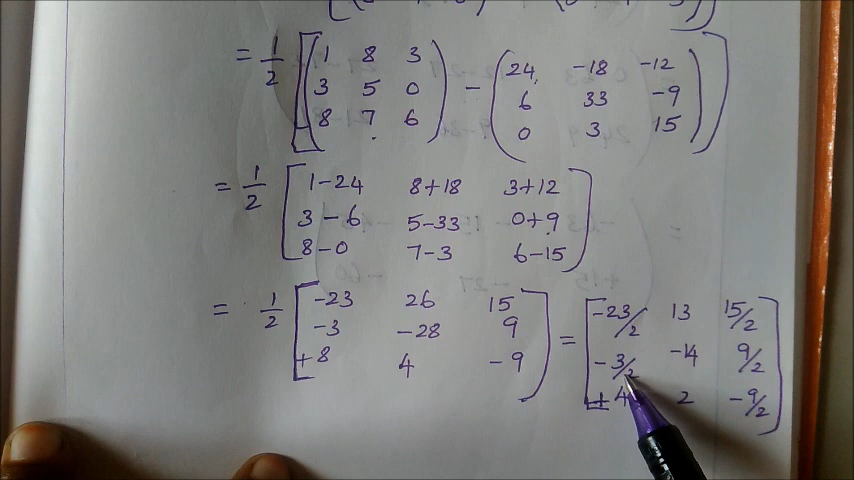 = 1/2 [ ( 1 8 3 ) - ( 24 -18 -12 ) ]
3 5 0 6 33 -9
8 7 6 0 3 15
= 1/2 [ 1-24 8+18 3+12 ]
3-6 5-33 0+9
8-0 7-3 6-15
= 1/2 [ -23 26 15 ] = [ -23/2 13 15/2 ]
-3 -28 9 -3/2 -14 9/2
+8 4 -9 +4 2 -9/2